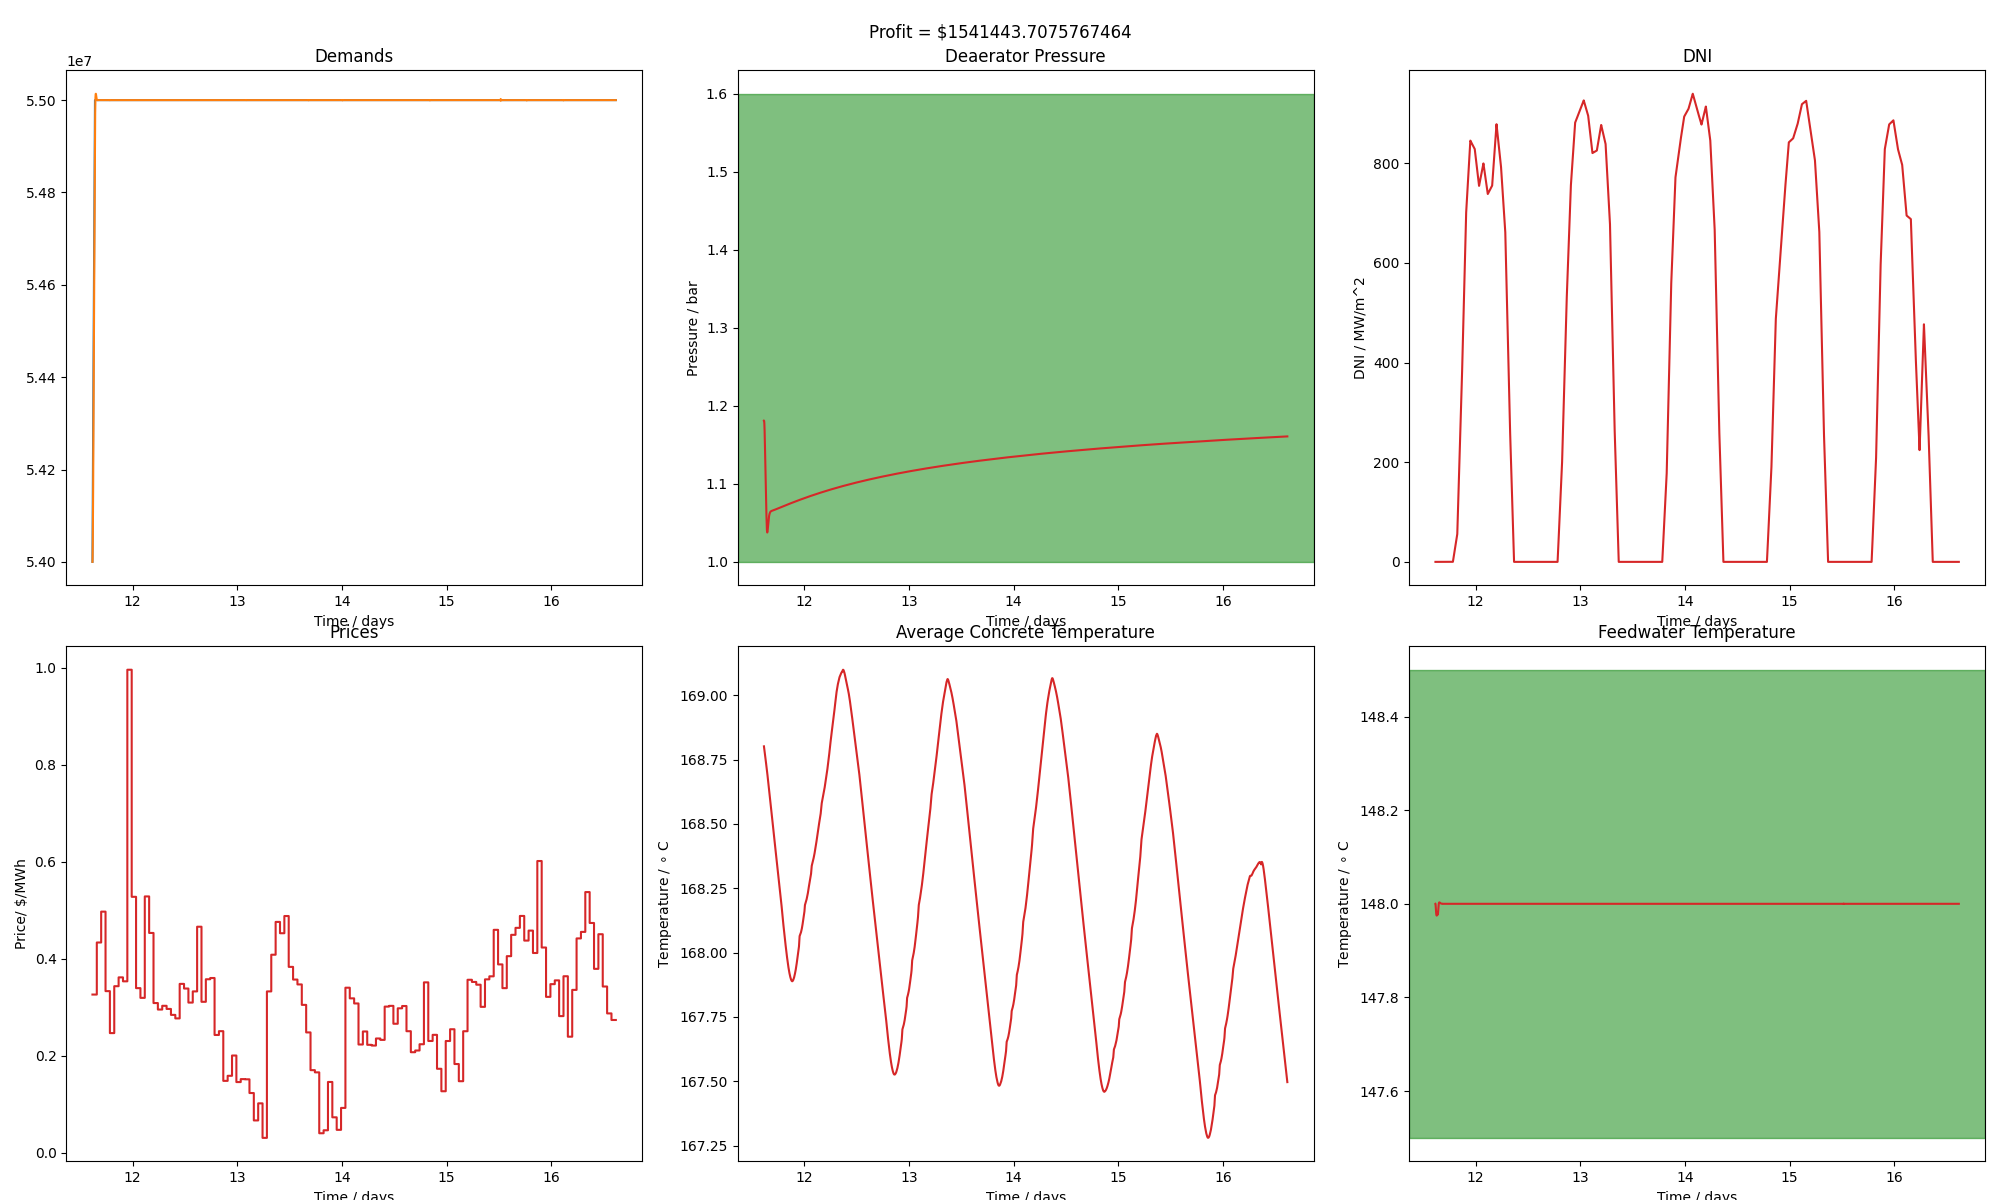 Profit = $1541443.7075767464
Demands
1e7
5.50
5.48
5.46
5.44
5.42
5.40
12 13 14 15 16
Time / days
Deaerator Pressure
Pressure / bar
1.6
1.5
1.4
1.3
1.2
1.1
1.0
12 13 14 15 16
Time / days
DNI
DNI / MW/m^2
800
600
400
200
0
12 13 14 15 16
Time / days
Prices
Price/ $/MWh
1.0
0.8
0.6
0.4
0.2
0.0
12 13 14 15 16
Time / days
Average Concrete Temperature
Temperature / ∘ C
169.00
168.75
168.50
168.25
168.00
167.75
167.50
167.25
12 13 14 15 16
Time / days
Feedwater Temperature
Temperature / ∘ C
148.4
148.2
148.0
147.8
147.6
12 13 14 15 16
Time / days